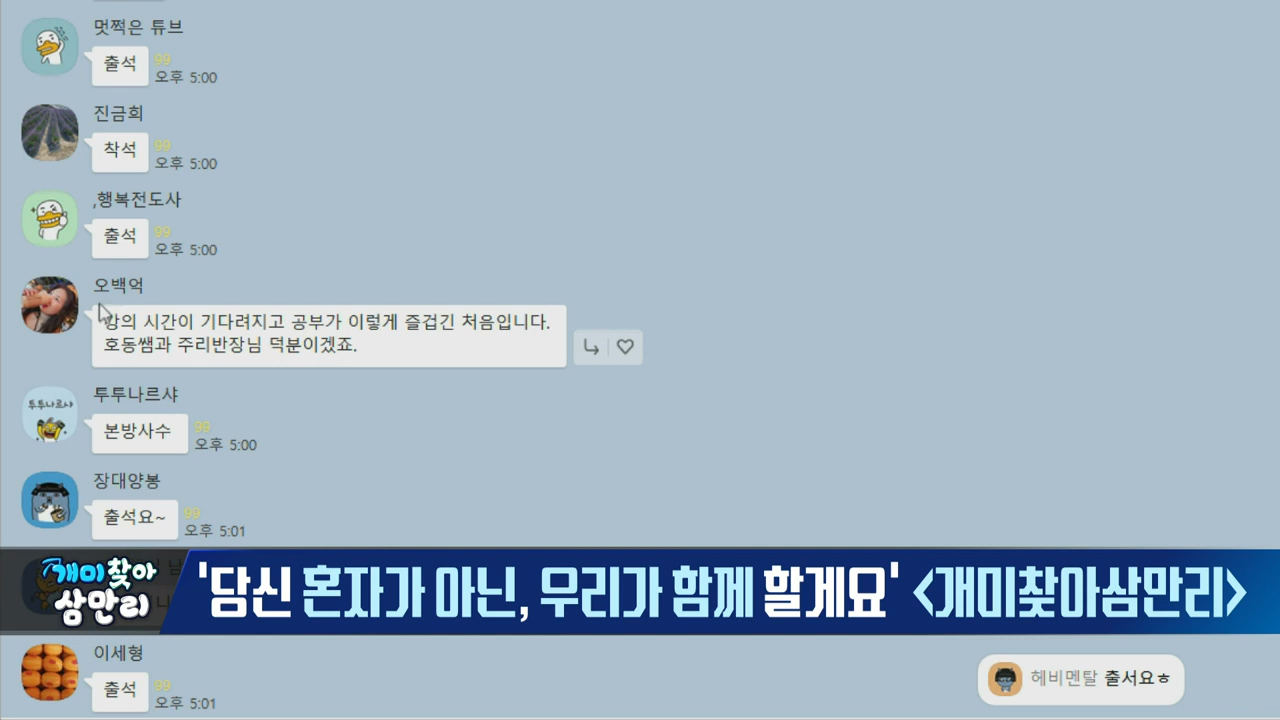 멋쩍은 튜브
출석
99
오후 5:00
진금희
착석
99
오후 5:00
,행복전도사
출석
99
오후 5:00
오백억
강의 시간이 기다려지고 공부가 이렇게 즐겁긴 처음입니다.
호동쌤과 주리반장님 덕분이겠죠.
투투나르샤
투투나르샤
본방사수
99
오후 5:00
장대양봉
출석요~
99
오후 5:01
개미찾아
삼만리
'당신 혼자가 아닌, 우리가 함께 할게요' <개미찾아삼만리>
이세형
출석
99
오후 5:01
헤비멘탈 출서요ㅎ